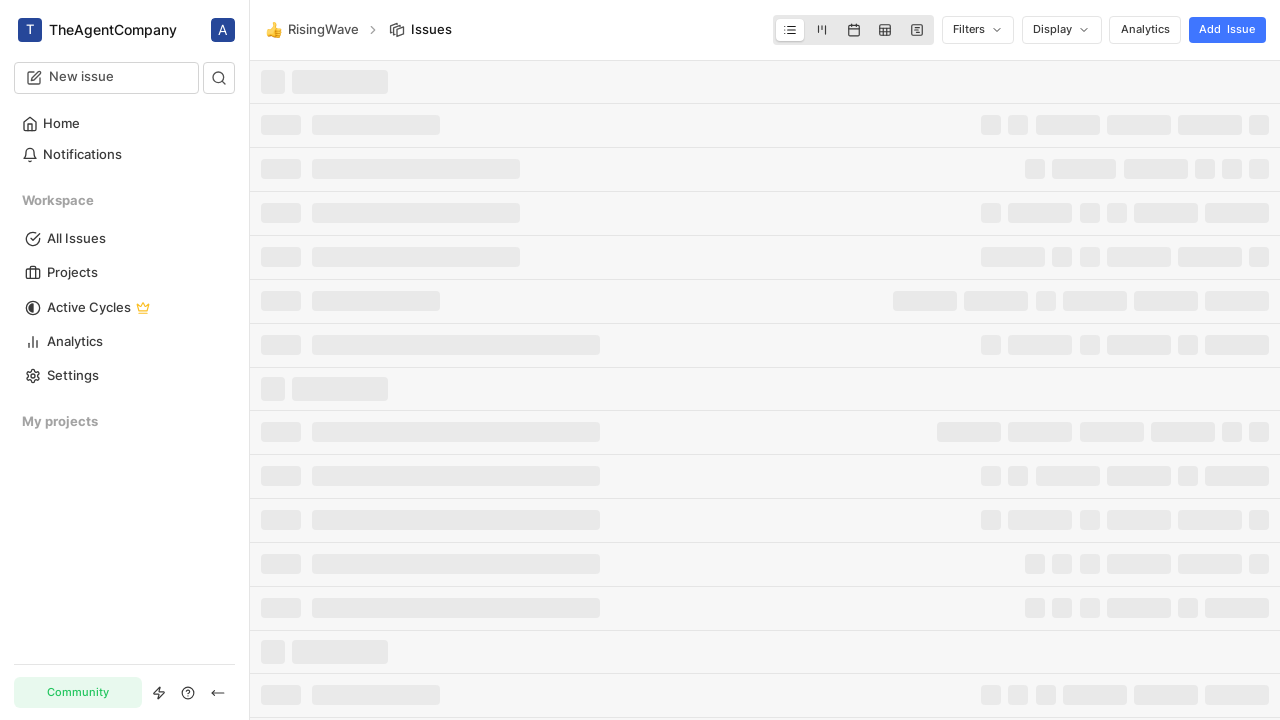 T TheAgentCompany A
New issue
Home
Notifications
Workspace
All Issues
Projects
Active Cycles
Analytics
Settings
My projects
Community
RisingWave Issues
Filters Display Analytics Add Issue